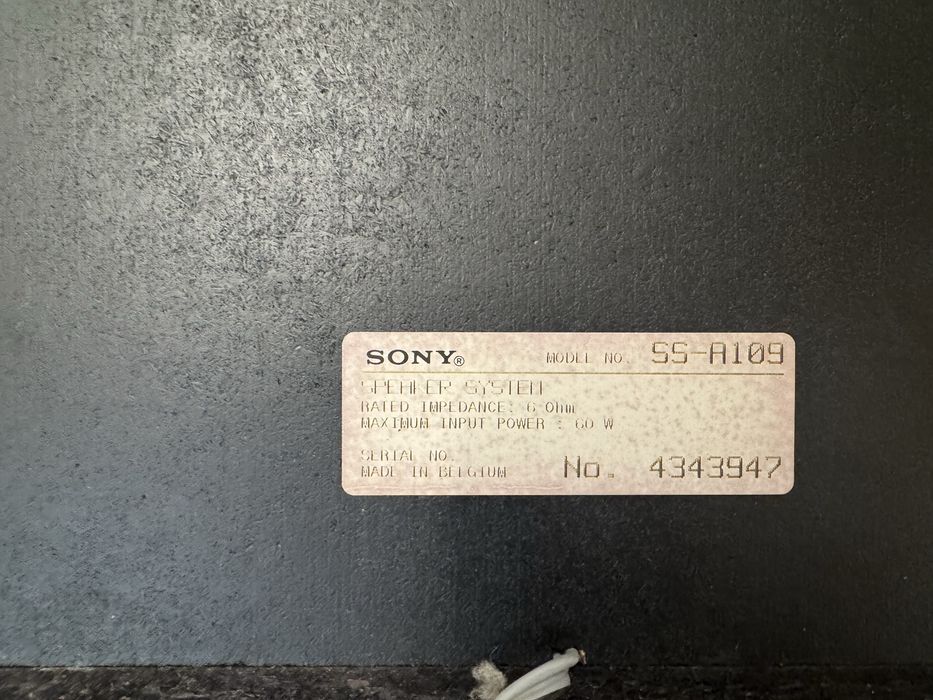 SONY® MODEL NO. SS-A109
SPEAKER SYSTEM
RATED IMPEDANCE: 6 Ohm
MAXIMUM INPUT POWER : 60 W
SERIAL NO.
MADE IN BELGIUM No. 4343947